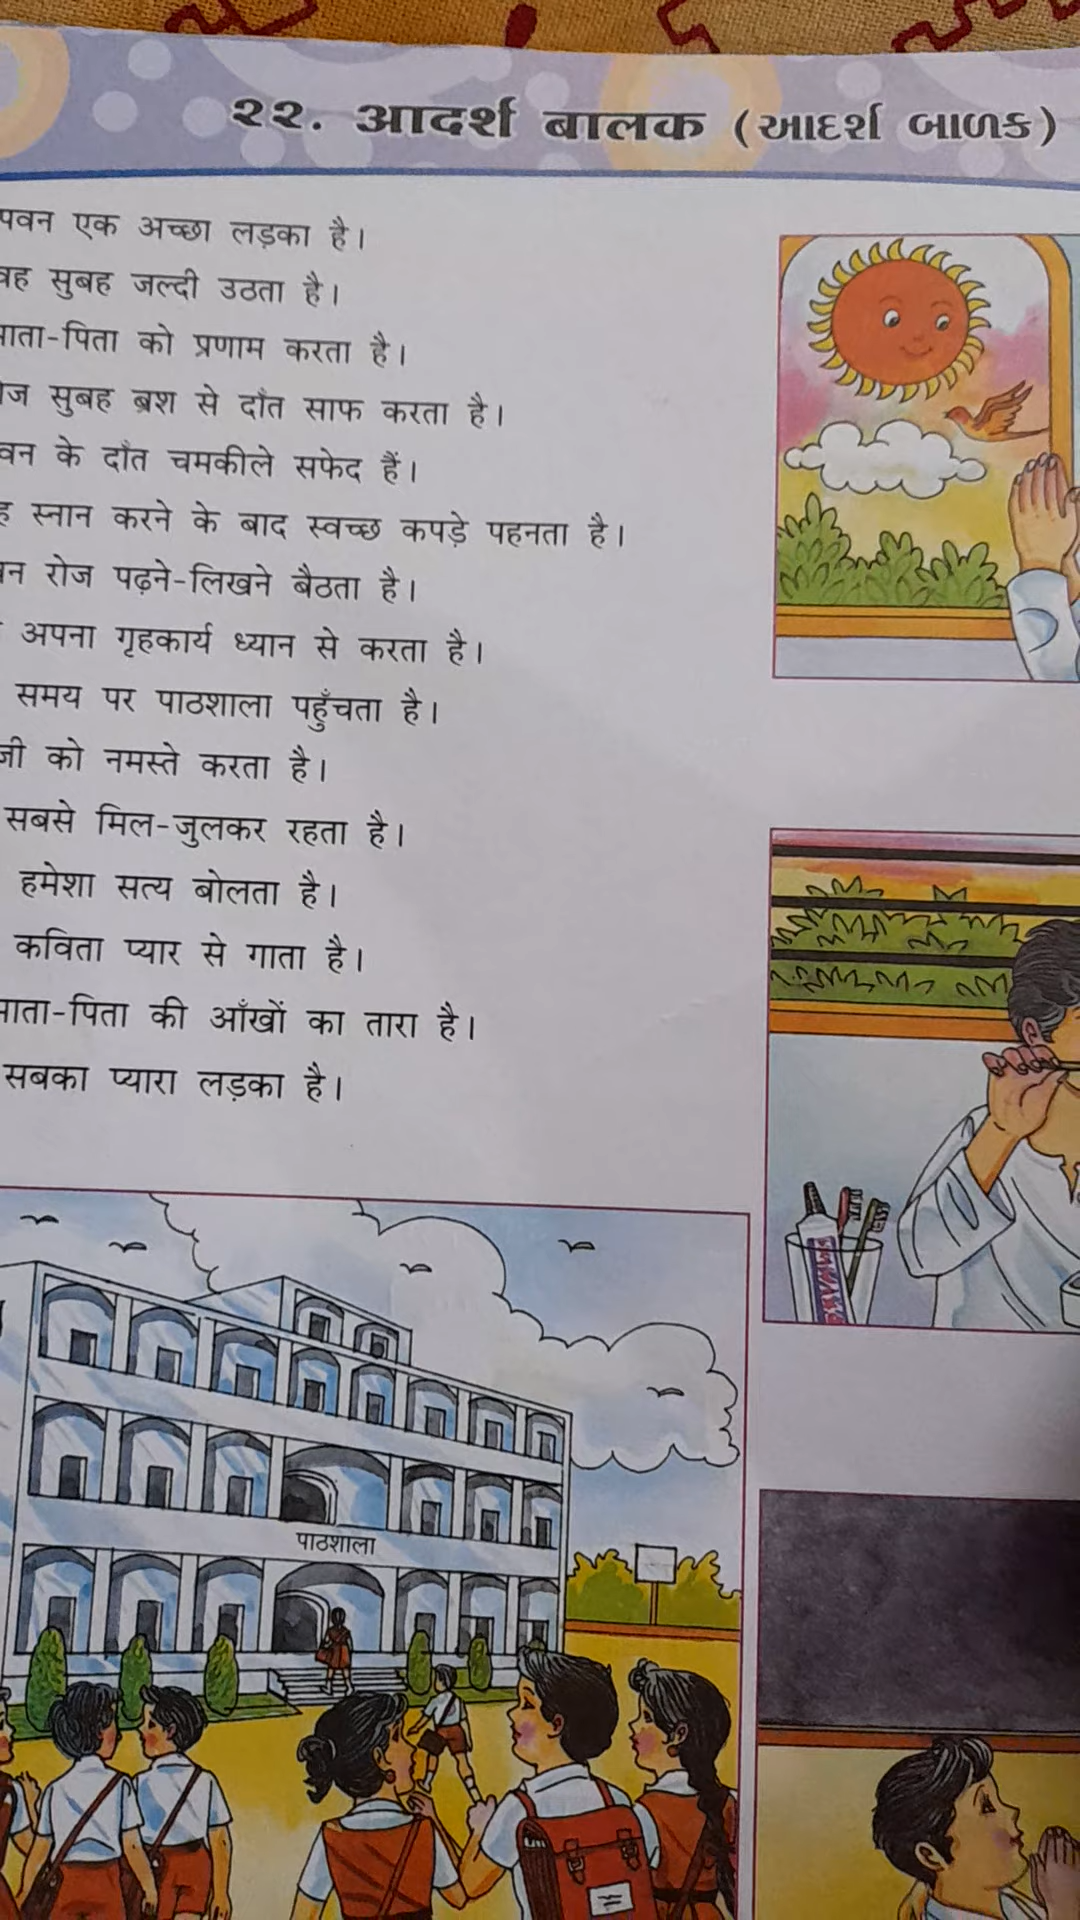 २२. आदर्श बालक (આદર્શ બાળક)
पवन एक अच्छा लड़का है।
वह सुबह जल्दी उठता है।
माता-पिता को प्रणाम करता है।
सुबह ब्रश से दाँत साफ करता है।
के दाँत चमकीले सफेद हैं।
स्नान करने के बाद स्वच्छ कपड़े पहनता है।
रोज पढ़ने-लिखने बैठता है।
अपना गृहकार्य ध्यान से करता है।
समय पर पाठशाला पहुँचता है।
को नमस्ते करता है।
सबसे मिल-जुलकर रहता है।
हमेशा सत्य बोलता है।
कविता प्यार से गाता है।
माता-पिता की आँखों का तारा है।
सबका प्यारा लड़का है।
पाठशाला